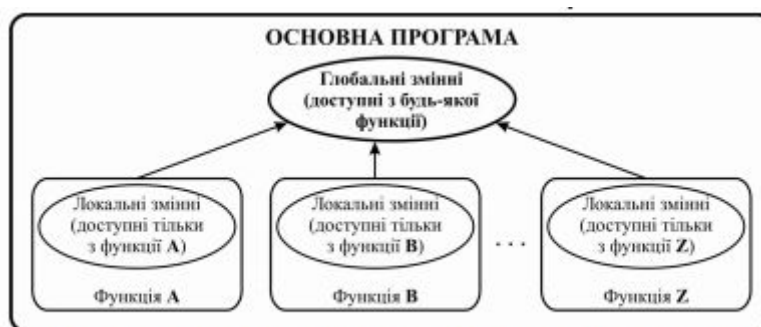 ОСНОВНА ПРОГРАМА
Глобальні змінні
(доступні з будь-якої
функції)
Локальні змінні
(доступні тільки
з функції A)
Функція A
Локальні змінні
(доступні тільки
з функції B)
Функція B
. . .
Локальні змінні
(доступні тільки
з функції Z)
Функція Z